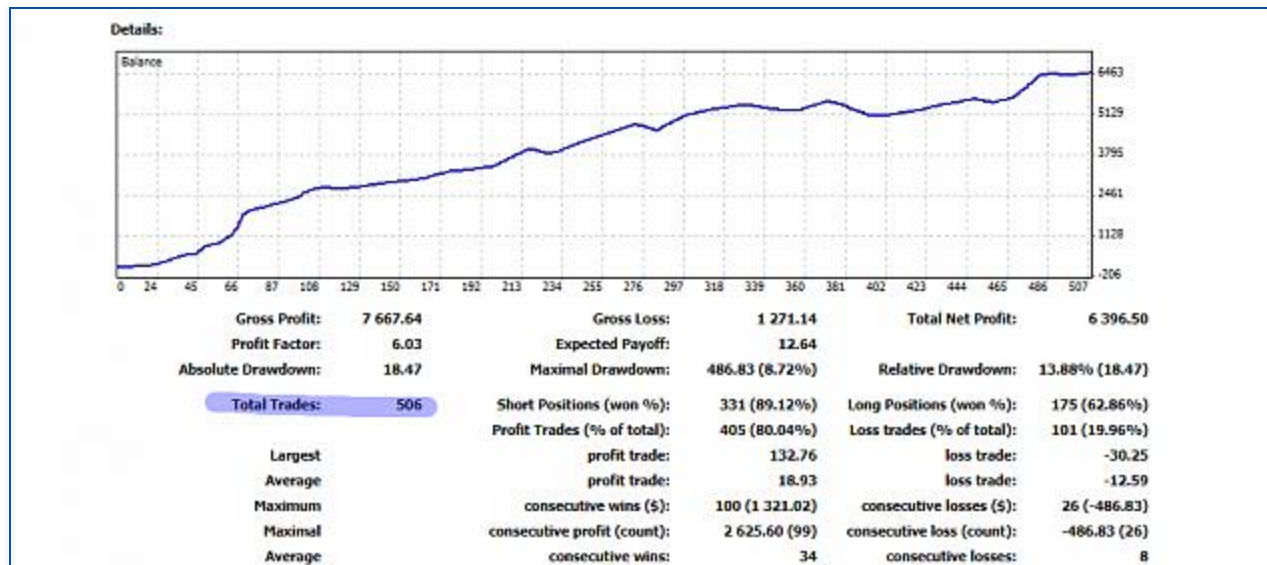 Details:
Balance
6463
5129
3795
2461
1128
-206
0 24 45 66 87 108 129 150 171 192 213 234 255 276 297 318 339 360 381 402 423 444 465 486 507
Gross Profit: 7 667.64 Gross Loss: 1 271.14 Total Net Profit: 6 396.50
Profit Factor: 6.03 Expected Payoff: 12.64
Absolute Drawdown: 18.47 Maximal Drawdown: 486.83 (8.72%) Relative Drawdown: 13.88% (18.47)
Total Trades: 506 Short Positions (won %): 331 (89.12%) Long Positions (won %): 175 (62.86%)
Profit Trades (% of total): 405 (80.04%) Loss trades (% of total): 101 (19.96%)
Largest profit trade: 132.76 loss trade: -30.25
Average profit trade: 18.93 loss trade: -12.59
Maximum consecutive wins ($): 100 (1 321.02) consecutive losses ($): 26 (-486.83)
Maximal consecutive profit (count): 2 625.60 (99) consecutive loss (count): -486.83 (26)
Average consecutive wins: 34 consecutive losses: 8